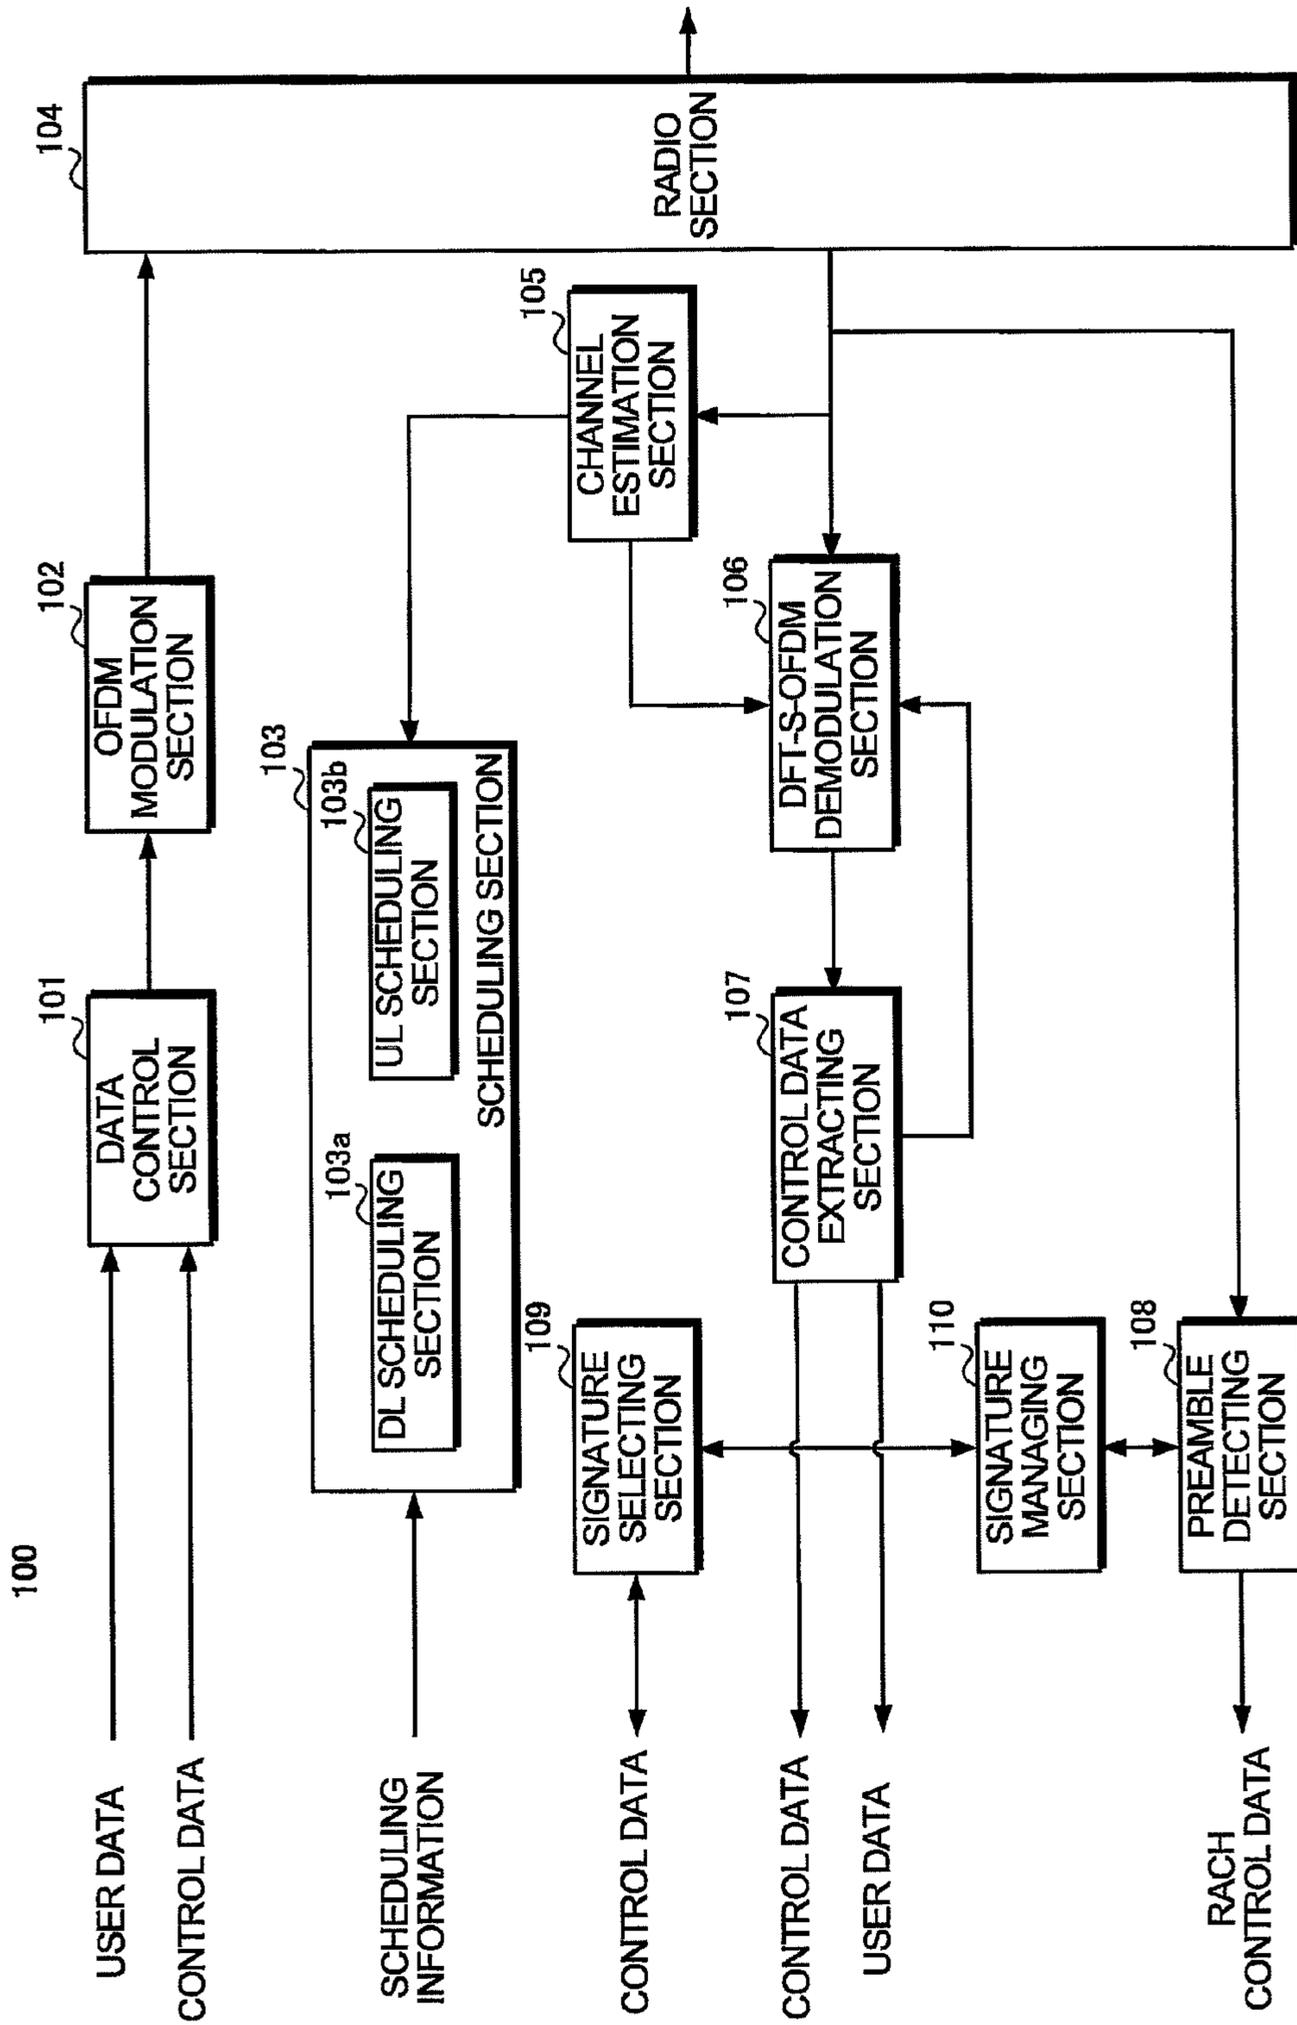 100
USER DATA
CONTROL DATA
101
DATA
CONTROL
SECTION
102
OFDM
MODULATION
SECTION
104
RADIO
SECTION
SCHEDULING
INFORMATION
103
103a
DL SCHEDULING
SECTION
103b
UL SCHEDULING
SECTION
SCHEDULING SECTION
105
CHANNEL
ESTIMATION
SECTION
CONTROL DATA
109
SIGNATURE
SELECTING
SECTION
CONTROL DATA
USER DATA
107
CONTROL DATA
EXTRACTING
SECTION
106
DFT-S-OFDM
DEMODULATION
SECTION
110
SIGNATURE
MANAGING
SECTION
RACH
CONTROL DATA
108
PREAMBLE
DETECTING
SECTION